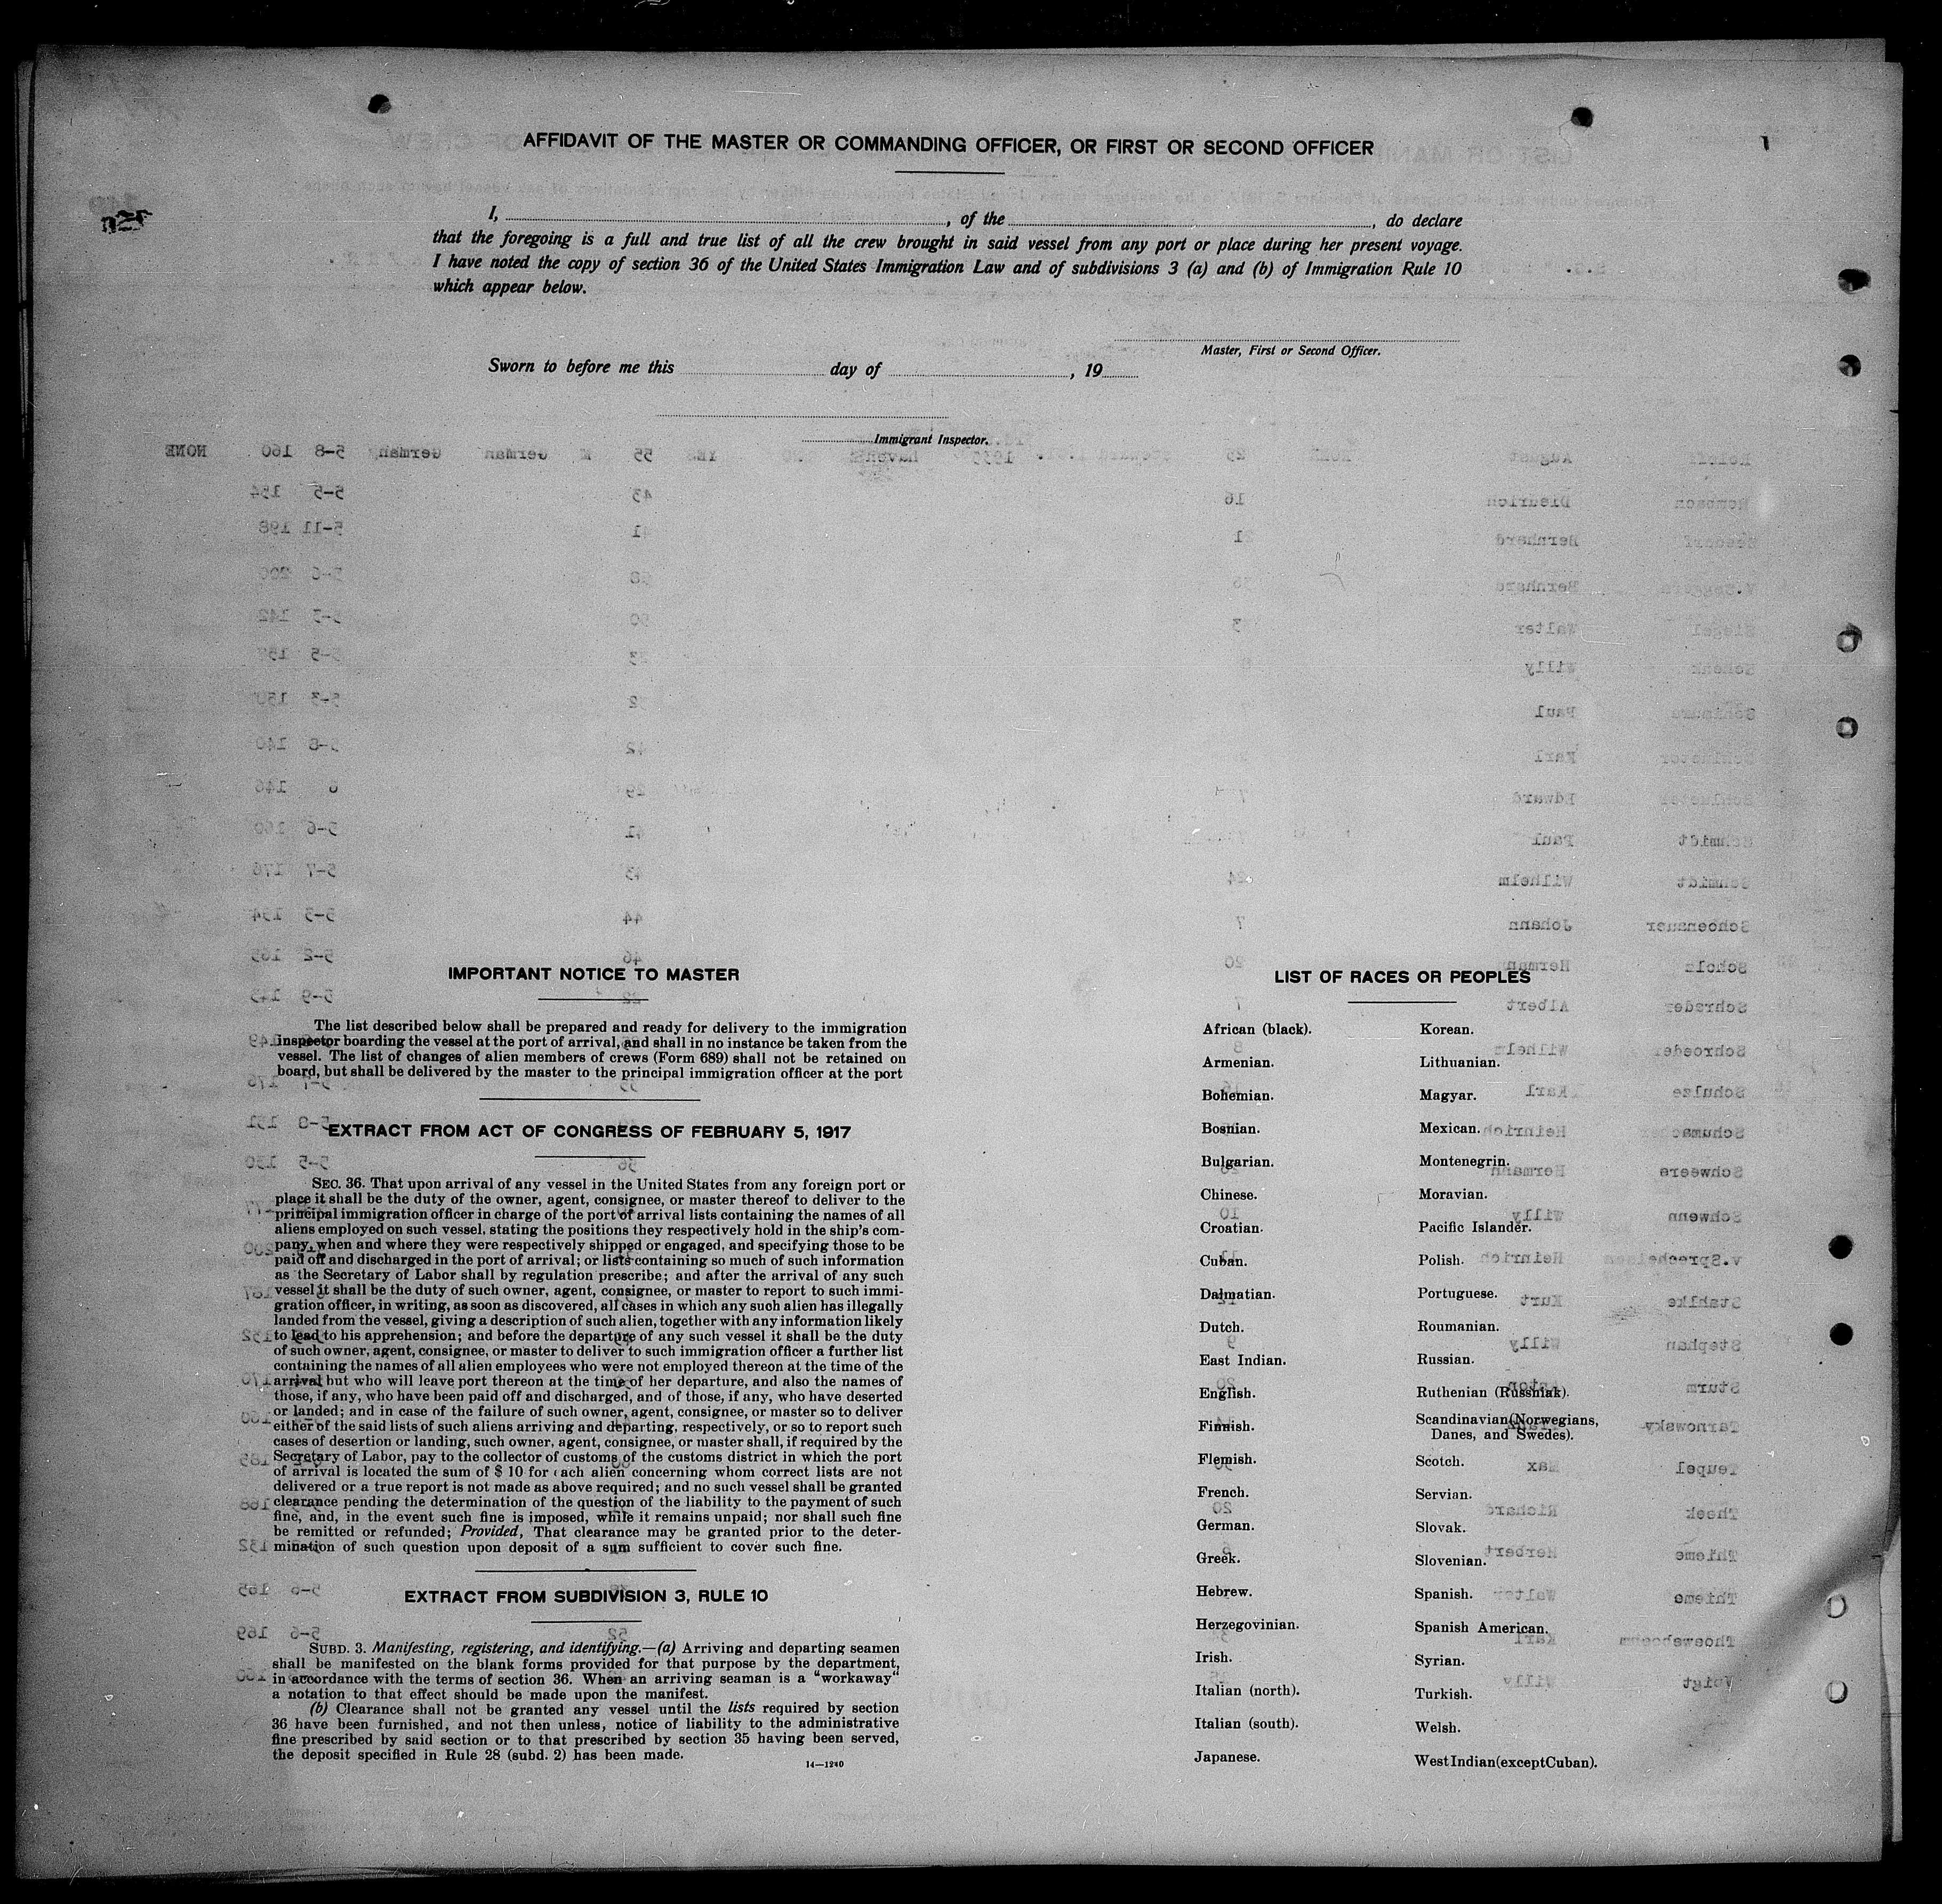 AFFIDAVIT OF THE MASTER OR COMMANDING OFFICER, OR FIRST OR SECOND OFFICER
I, , of the , do declare
that the foregoing is a full and true list of all the crew brought in said vessel from any port or place during her present voyage.
I have noted the copy of section 36 of the United States Immigration Law and of subdivisions 3 (a) and (b) of Immigration Rule 10
which appear below.
Master, First or Second Officer.
Sworn to before me this day of , 19
Immigrant Inspector.
IMPORTANT NOTICE TO MASTER
The list described below shall be prepared and ready for delivery to the immigration
inspector boarding the vessel at the port of arrival, and shall in no instance be taken from the
vessel. The list of changes of alien members of crews (Form 689) shall not be retained on
board, but shall be delivered by the master to the principal immigration officer at the port
EXTRACT FROM ACT OF CONGRESS OF FEBRUARY 5, 1917
SEC. 36. That upon arrival of any vessel in the United States from any foreign port or
place it shall be the duty of the owner, agent, consignee, or master thereof to deliver to the
principal immigration officer in charge of the port of arrival lists containing the names of all
aliens employed on such vessel, stating the positions they respectively hold in the ship's com-
pany, when and where they were respectively shipped or engaged, and specifying those to be
paid off and discharged in the port of arrival; or lists containing so much of such information
as the Secretary of Labor shall by regulation prescribe; and after the arrival of any such
vessel it shall be the duty of such owner, agent, consignee, or master to report to such immi-
gration officer, in writing, as soon as discovered, all cases in which any such alien has illegally
landed from the vessel, giving a description of such alien, together with any information likely
to lead to his apprehension; and before the departure of any such vessel it shall be the duty
of such owner, agent, consignee, or master to deliver to such immigration officer a further list
containing the names of all alien employees who were not employed thereon at the time of the
arrival but who will leave port thereon at the time of her departure, and also the names of
those, if any, who have been paid off and discharged, and of those, if any, who have deserted
or landed; and in case of the failure of such owner, agent, consignee, or master so to deliver
either of the said lists of such aliens arriving and departing, respectively, or so to report such
cases of desertion or landing, such owner, agent, consignee, or master shall, if required by the
Secretary of Labor, pay to the collector of customs of the customs district in which the port
of arrival is located the sum of $ 10 for each alien concerning whom correct lists are not
delivered or a true report is not made as above required; and no such vessel shall be granted
clearance pending the determination of the question of the liability to the payment of such
fine, and, in the event such fine is imposed, while it remains unpaid; nor shall such fine
be remitted or refunded; Provided, That clearance may be granted prior to the deter-
mination of such question upon deposit of a sum sufficient to cover such fine.
EXTRACT FROM SUBDIVISION 3, RULE 10
SUBD. 3. Manifesting, registering, and identifying.—(a) Arriving and departing seamen
shall be manifested on the blank forms provided for that purpose by the department,
in accordance with the terms of section 36. When an arriving seaman is a "workaway"
a notation to that effect should be made upon the manifest.
(b) Clearance shall not be granted any vessel until the lists required by section
36 have been furnished, and not then unless, notice of liability to the administrative
fine prescribed by said section or to that prescribed by section 35 having been served,
the deposit specified in Rule 28 (subd. 2) has been made.
14—1240
LIST OF RACES OR PEOPLES
African (black).
Armenian.
Bohemian.
Bosnian.
Bulgarian.
Chinese.
Croatian.
Cuban.
Dalmatian.
Dutch.
East Indian.
English.
Finnish.
Flemish.
French.
German.
Greek.
Hebrew.
Herzegovinian.
Irish.
Italian (north).
Italian (south).
Japanese.
Korean.
Lithuanian.
Magyar.
Mexican.
Montenegrin.
Moravian.
Pacific Islander.
Polish.
Portuguese.
Roumanian.
Russian.
Ruthenian (Russniak).
Scandinavian (Norwegians,
Danes, and Swedes).
Scotch.
Servian.
Slovak.
Slovenian.
Spanish.
Spanish American.
Syrian.
Turkish.
Welsh.
West Indian (except Cuban).